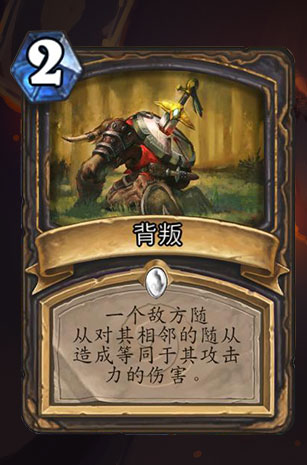 2
背叛
一个敌方随
从对其相邻的随从
造成等同于其攻击
力的伤害。